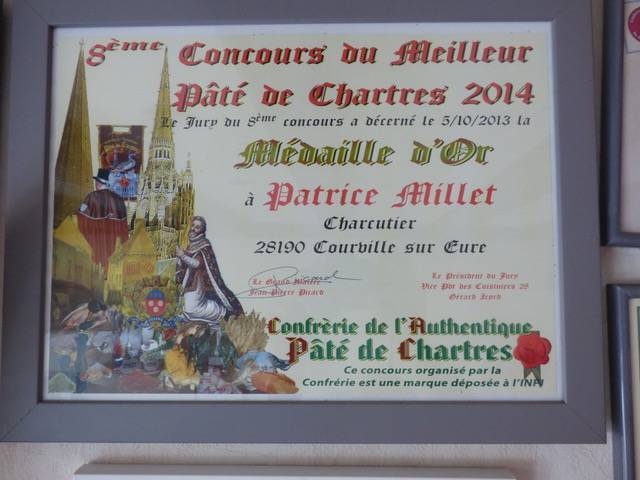 8ème Concours du Meilleur
Pâté de Chartres 2014
Le Jury du 8ème concours a décerné le 5/10/2013 la
Médaille d'Or
à Patrice Millet
Charcutier
28190 Courville sur Eure
Le Grand Maître
Jean-Pierre Picard
Le Président du Jury
Vice Pdt des Cuisiniers 28
Gérard Icord
Confrèrie de l'Authentique
Pâté de Chartres
Ce concours organisé par la
Confrérie est une marque déposée à l'INPI